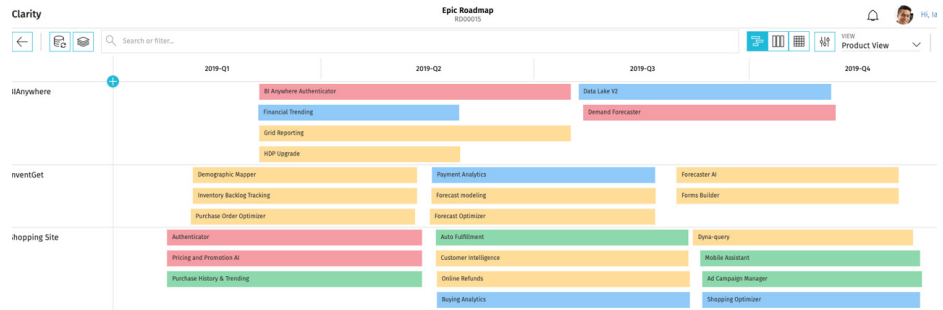 Clarity
Epic Roadmap
RD00015
Hi, Ia
Search or filter...
VIEW
Product View
2019-Q1
2019-Q2
2019-Q3
2019-Q4
BIAnywhere
BI Anywhere Authenticator
Data Lake V2
Financial Trending
Demand Forecaster
Grid Reporting
HDP Upgrade
InventGet
Demographic Mapper
Payment Analytics
Forecaster AI
Inventory Backlog Tracking
Forecast modeling
Forms Builder
Purchase Order Optimizer
Forecast Optimizer
Shopping Site
Authenticator
Auto Fulfillment
Dyna-query
Pricing and Promotion AI
Customer Intelligence
Mobile Assistant
Purchase History & Trending
Online Refunds
Ad Campaign Manager
Buying Analytics
Shopping Optimizer